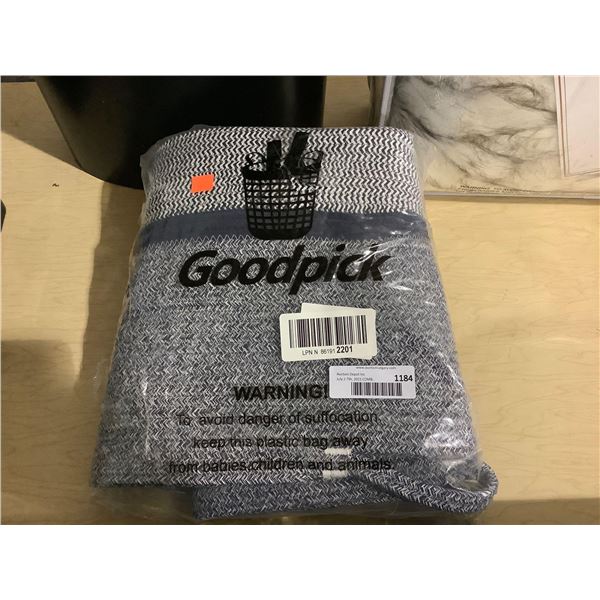 Goodpick
LPN N 86191 2201
1184
WARNING!
To avoid danger of suffocation
keep this plastic bag away
from babies,children and animals.